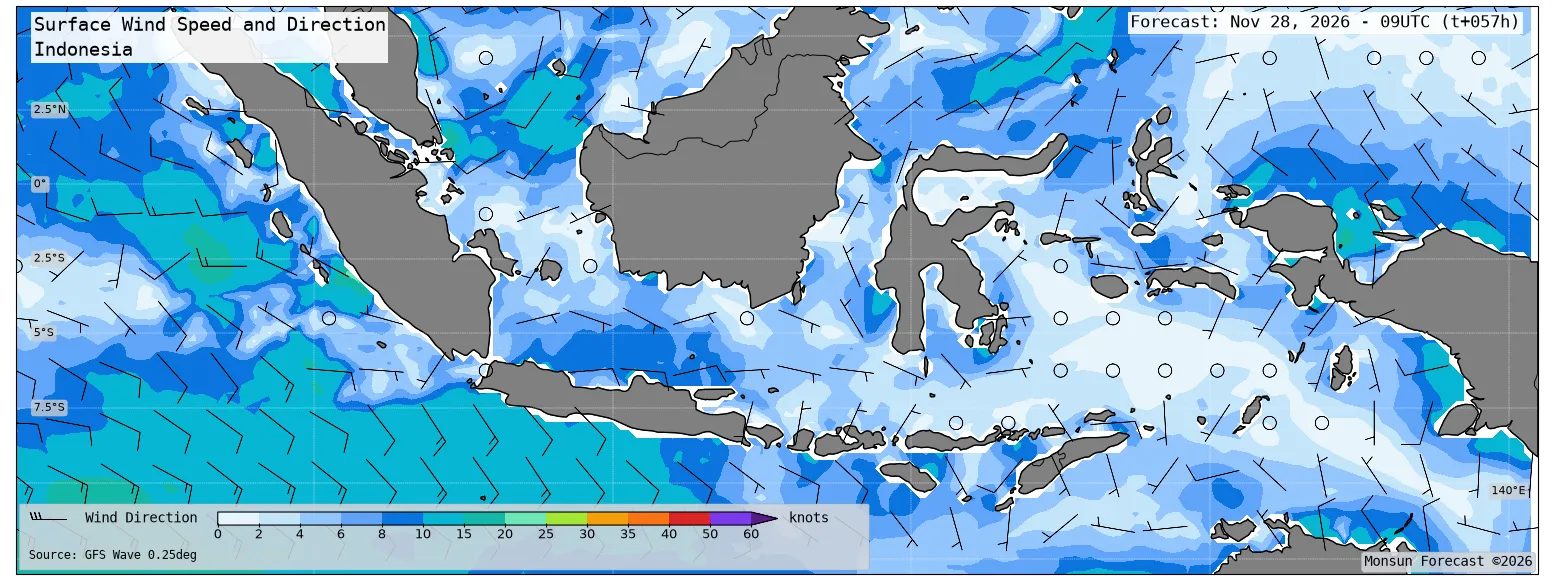 Surface Wind Speed and Direction
Indonesia
Forecast: Nov 28, 2026 - 09UTC (t+057h)
2.5°N
0°
2.5°S
5°S
7.5°S
140°E
Wind Direction
0 2 4 6 8 10 15 20 25 30 35 40 50 60
knots
Source: GFS Wave 0.25deg
Monsun Forecast ©2026